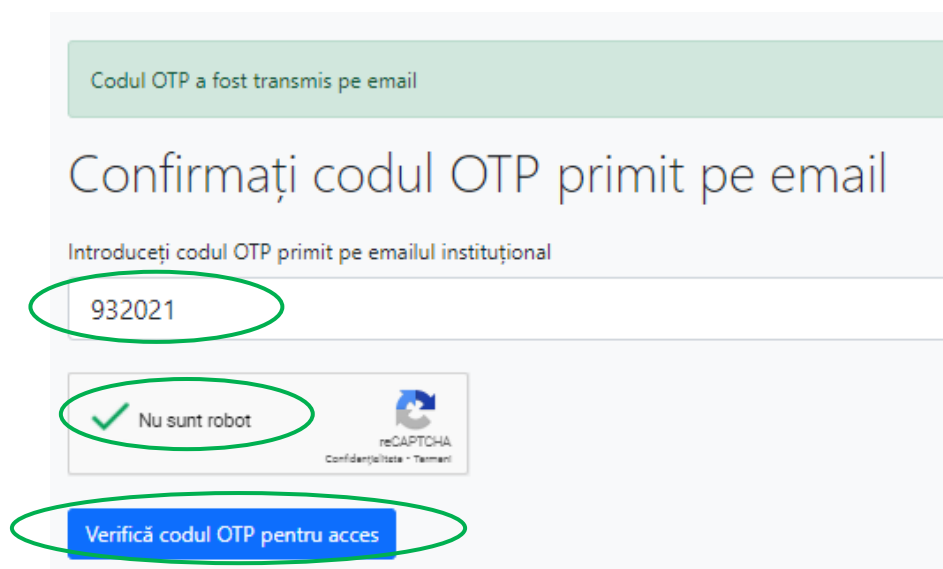 Codul OTP a fost transmis pe email
Confirmați codul OTP primit pe email
Introduceți codul OTP primit pe emailul instituțional
932021
Nu sunt robot
reCAPTCHA
Confidențialitate - Termeni
Verifică codul OTP pentru acces